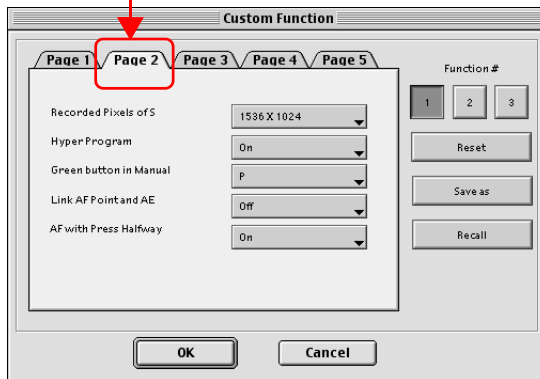 Custom Function
Page 1 Page 2 Page 3 Page 4 Page 5
Function #
1 2 3
Recorded Pixels of S 1536 X 1024
Hyper Program On
Reset
Green button in Manual P
Link AF Point and AE Off
Save as
AF with Press Halfway On
Recall
OK Cancel